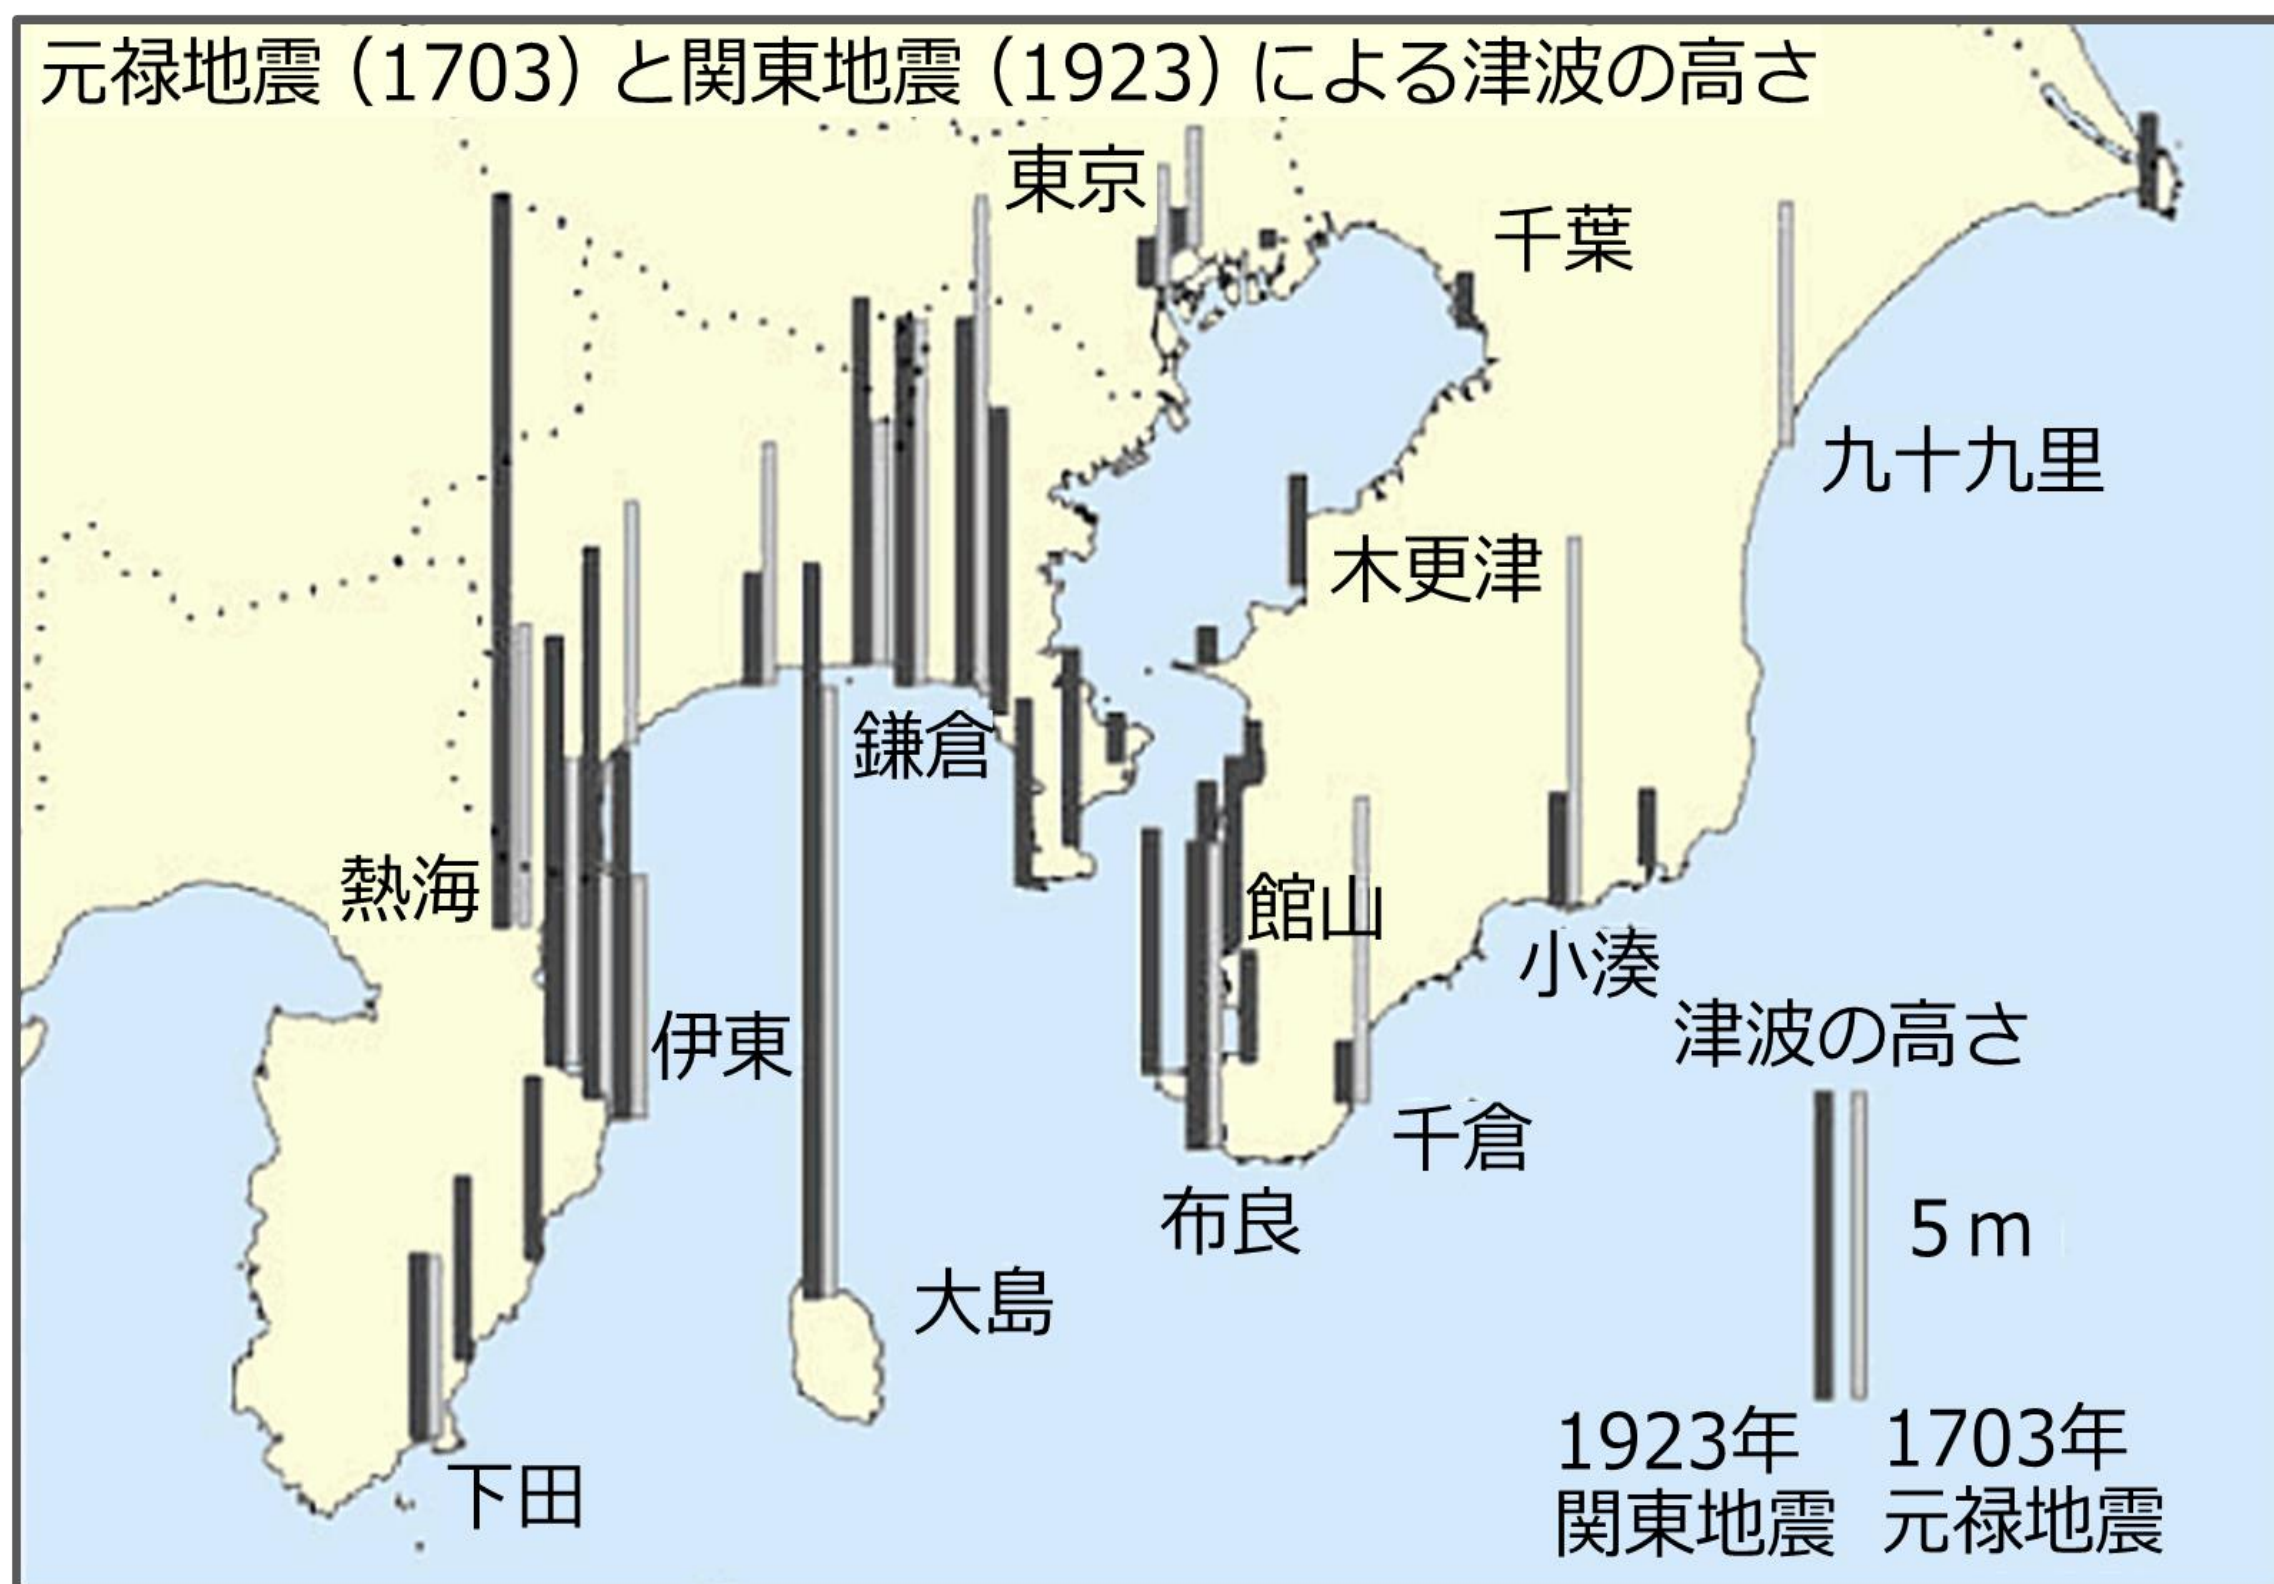 元禄地震（1703）と関東地震（1923）による津波の高さ
東京
千葉
九十九里
木更津
鎌倉
熱海
館山
小湊
伊東
津波の高さ
千倉
布良
5m
大島
下田
1923年
関東地震
1703年
元禄地震